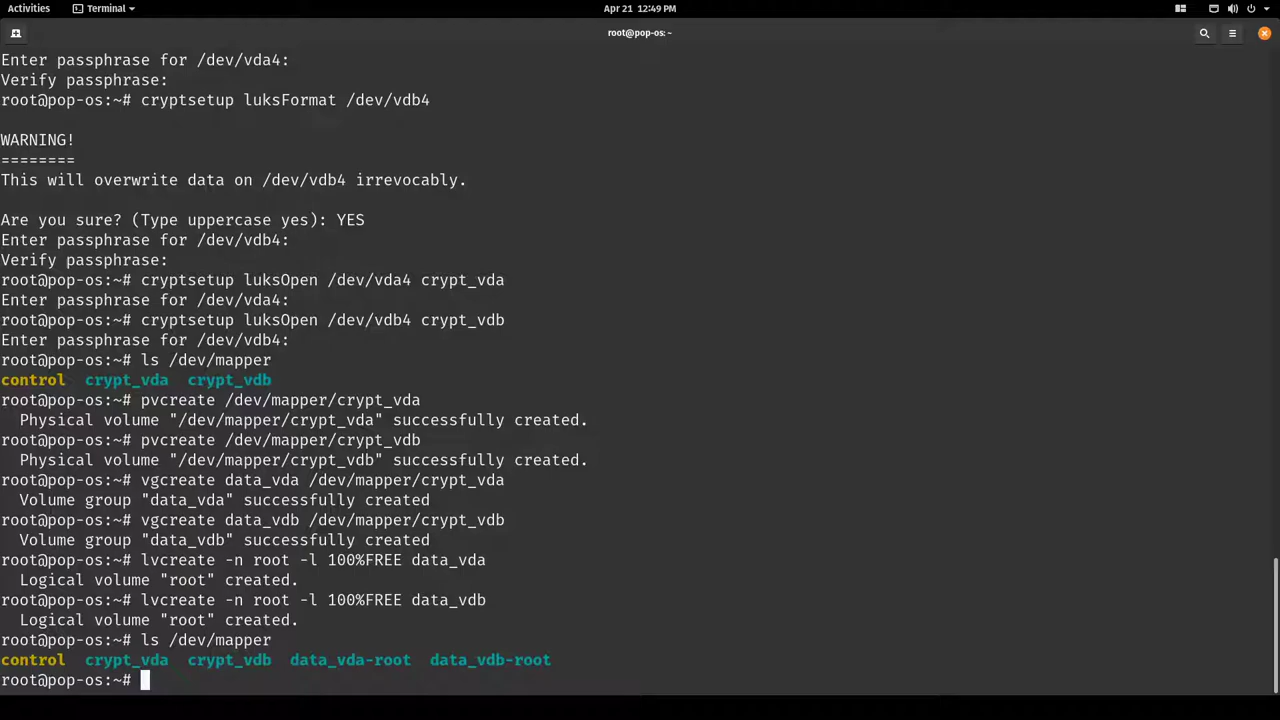 Activities Terminal Apr 21 12:49 PM
root@pop-os: ~
Enter passphrase for /dev/vda4:
Verify passphrase:
root@pop-os:~# cryptsetup luksFormat /dev/vdb4
WARNING!
========
This will overwrite data on /dev/vdb4 irrevocably.
Are you sure? (Type uppercase yes): YES
Enter passphrase for /dev/vdb4:
Verify passphrase:
root@pop-os:~# cryptsetup luksOpen /dev/vda4 crypt_vda
Enter passphrase for /dev/vda4:
root@pop-os:~# cryptsetup luksOpen /dev/vdb4 crypt_vdb
Enter passphrase for /dev/vdb4:
root@pop-os:~# ls /dev/mapper
control crypt_vda crypt_vdb
root@pop-os:~# pvcreate /dev/mapper/crypt_vda
Physical volume "/dev/mapper/crypt_vda" successfully created.
root@pop-os:~# pvcreate /dev/mapper/crypt_vdb
Physical volume "/dev/mapper/crypt_vdb" successfully created.
root@pop-os:~# vgcreate data_vda /dev/mapper/crypt_vda
Volume group "data_vda" successfully created
root@pop-os:~# vgcreate data_vdb /dev/mapper/crypt_vdb
Volume group "data_vdb" successfully created
root@pop-os:~# lvcreate -n root -l 100%FREE data_vda
Logical volume "root" created.
root@pop-os:~# lvcreate -n root -l 100%FREE data_vdb
Logical volume "root" created.
root@pop-os:~# ls /dev/mapper
control crypt_vda crypt_vdb data_vda-root data_vdb-root
root@pop-os:~#